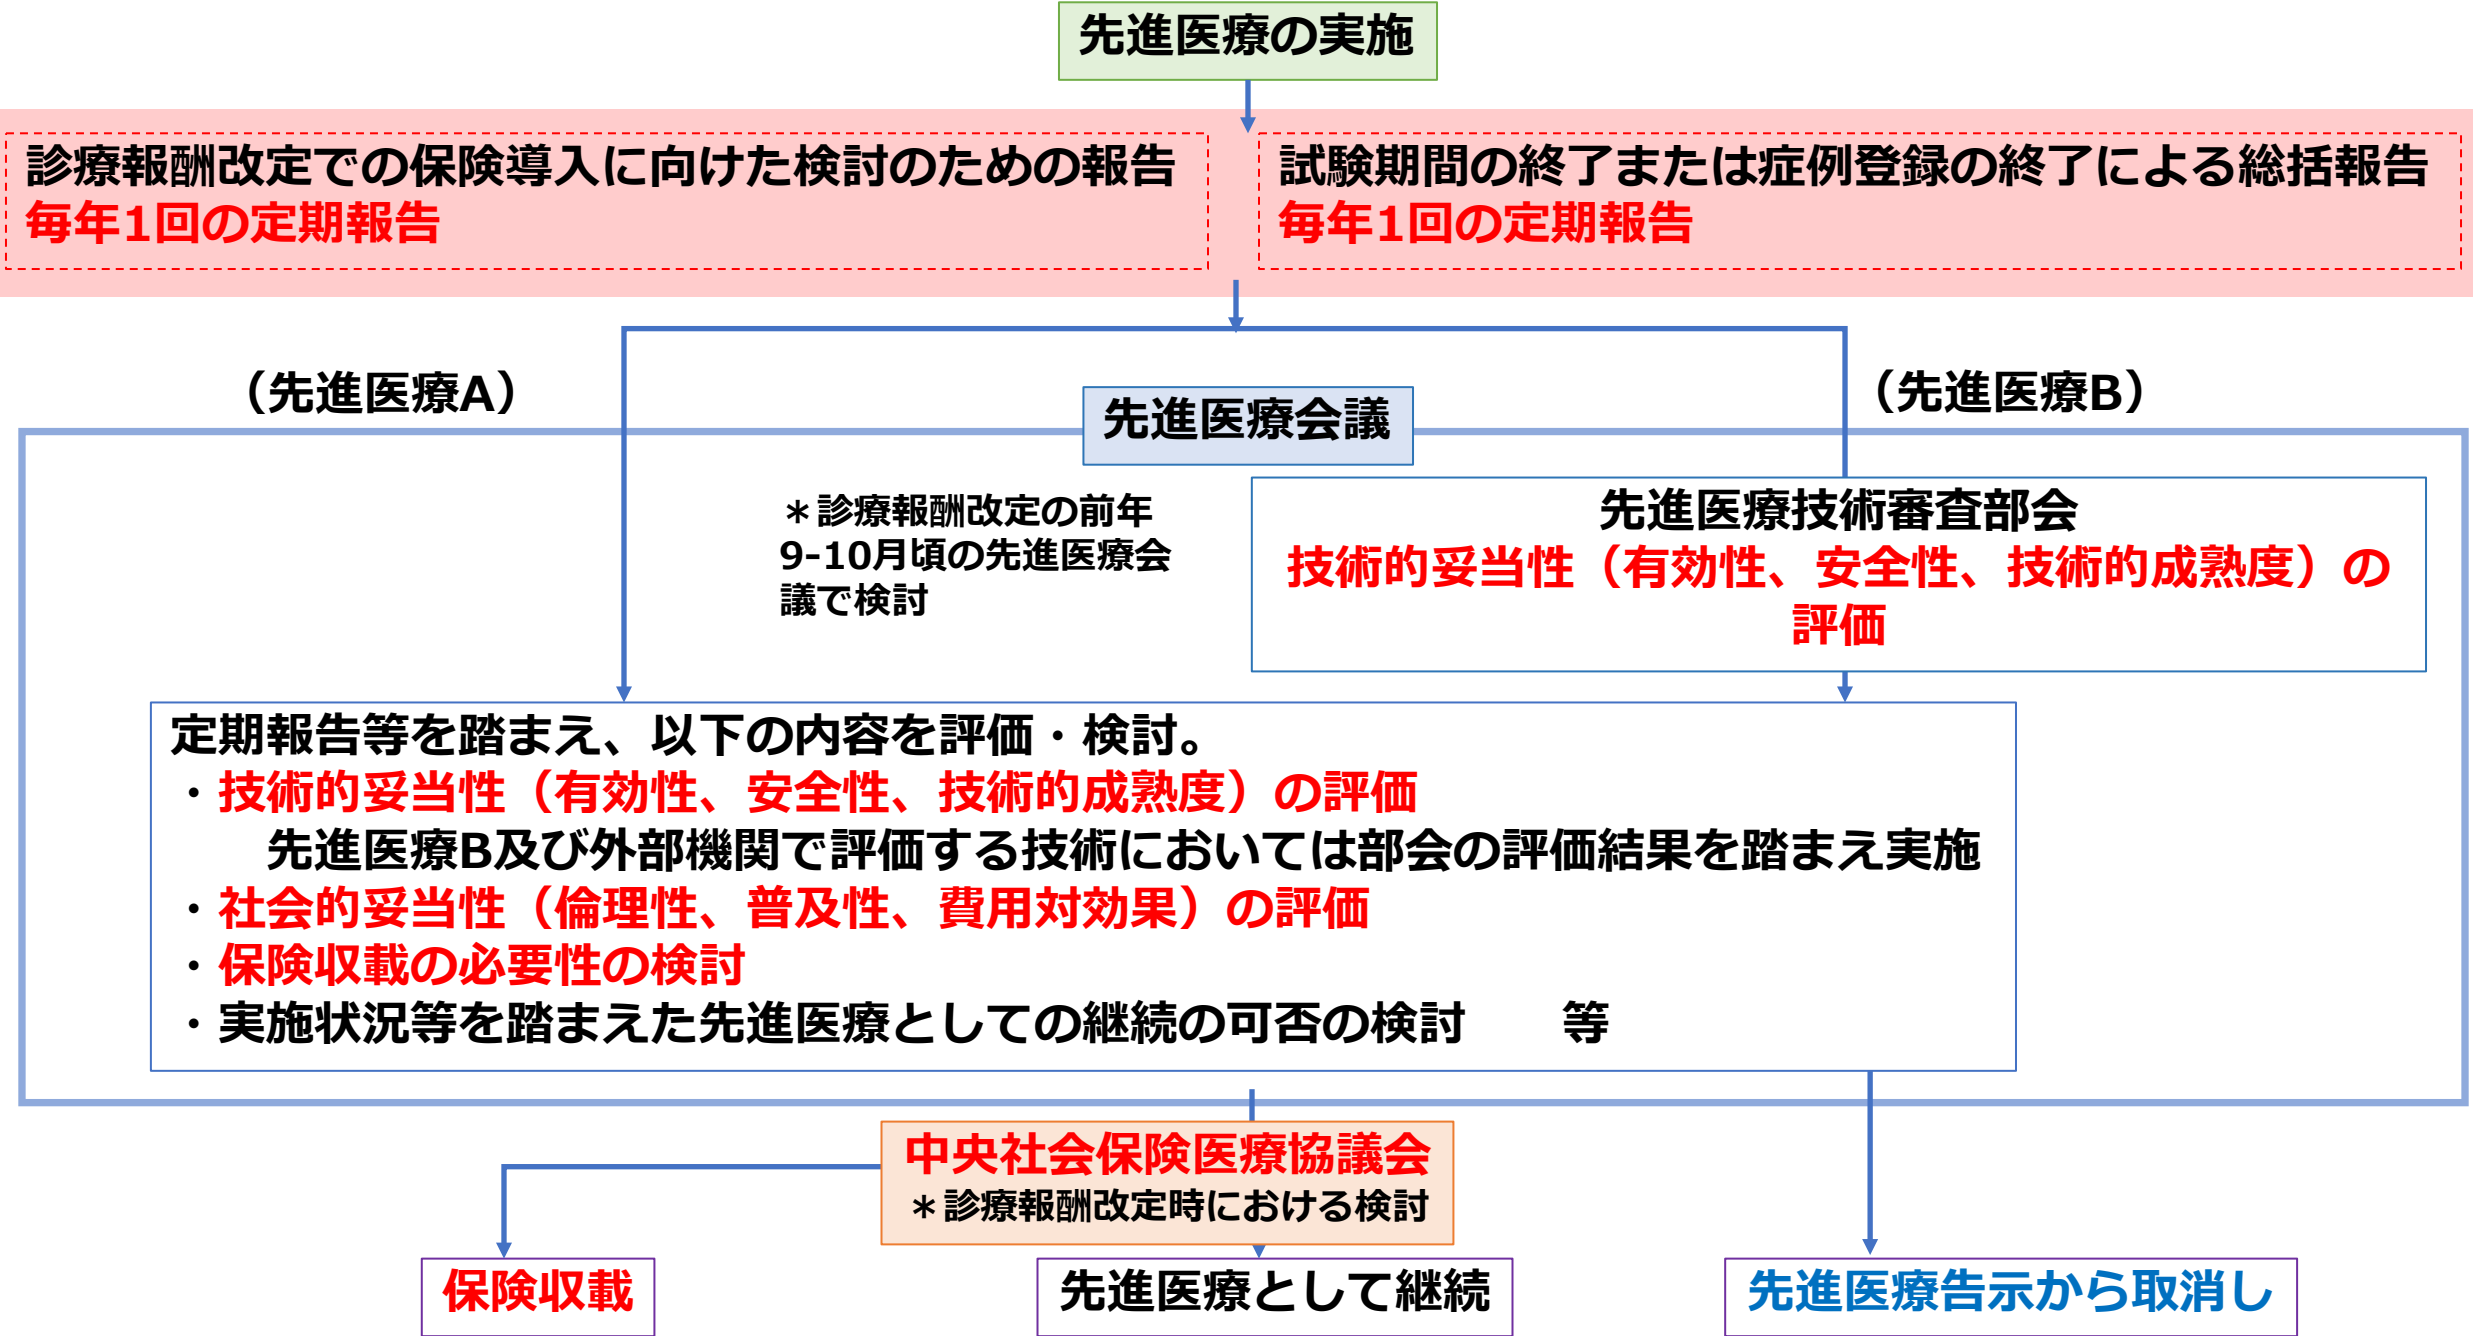 先進医療の実施
診療報酬改定での保険導入に向けた検討のための報告
毎年1回の定期報告
試験期間の終了または症例登録の終了による総括報告
毎年1回の定期報告
（先進医療A）
（先進医療B）
先進医療会議
＊診療報酬改定の前年
9-10月頃の先進医療会
議で検討
先進医療技術審査部会
技術的妥当性（有効性、安全性、技術的成熟度）の
評価
定期報告等を踏まえ、以下の内容を評価・検討。
・技術的妥当性（有効性、安全性、技術的成熟度）の評価
先進医療B及び外部機関で評価する技術においては部会の評価結果を踏まえ実施
・社会的妥当性（倫理性、普及性、費用対効果）の評価
・保険収載の必要性の検討
・実施状況等を踏まえた先進医療としての継続の可否の検討　　等
中央社会保険医療協議会
＊診療報酬改定時における検討
保険収載
先進医療として継続
先進医療告示から取消し